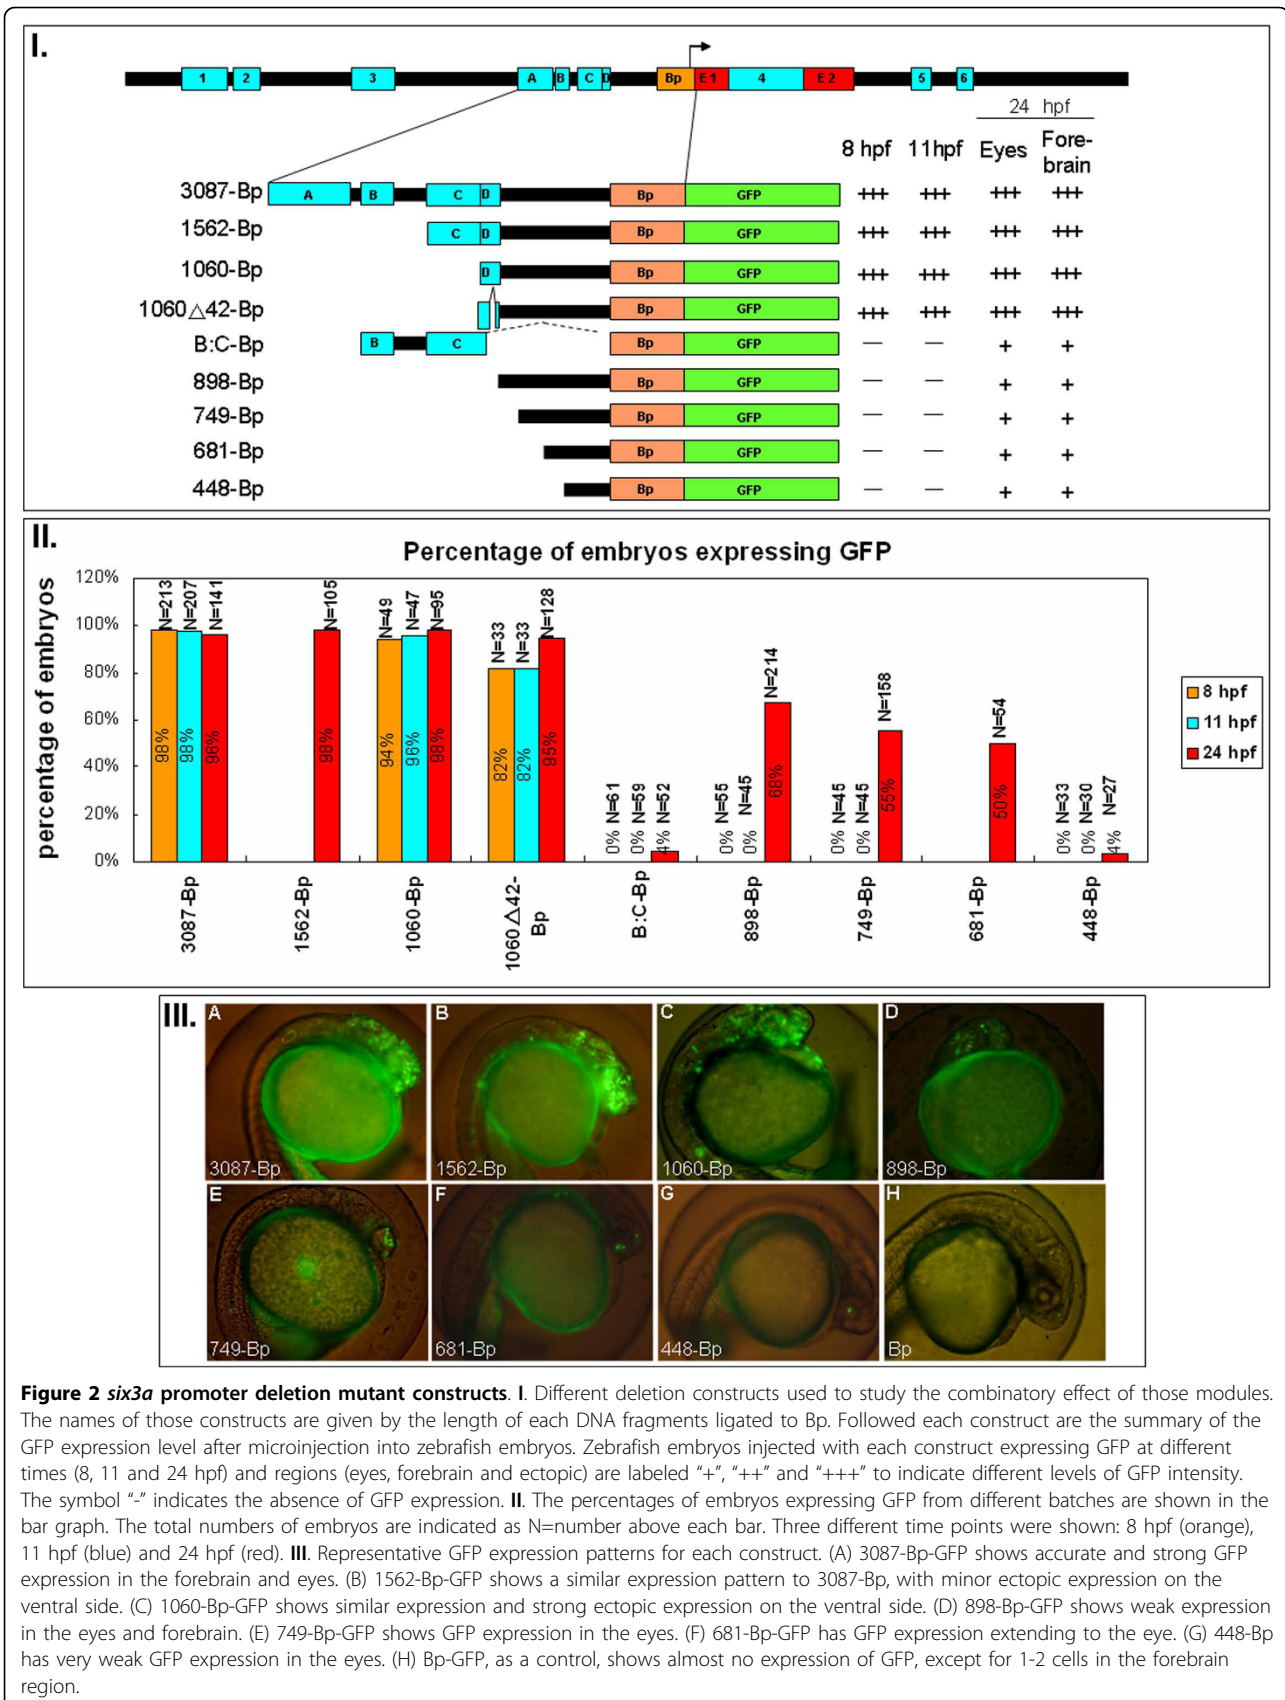 I.
1 2 3 A B C D Bp E 1 4 E 2 5 6
24 hpf
8 hpf 11hpf Eyes Fore-
brain
3087-Bp A B C D Bp GFP +++ +++ +++ +++
1562-Bp C D Bp GFP +++ +++ +++ +++
1060-Bp D Bp GFP +++ +++ +++ +++
1060△42-Bp Bp GFP +++ +++ +++ +++
B:C-Bp B C Bp GFP — — + +
898-Bp Bp GFP — — + +
749-Bp Bp GFP — — + +
681-Bp Bp GFP — — + +
448-Bp Bp GFP — — + +
II.
Percentage of embryos expressing GFP
percentage of embryos
120%
100%
80%
60%
40%
20%
0%
N=213 N=207 N=141 N=105 N=49 N=47 N=95 N=33 N=33 N=128 N=61 N=59 N=52 N=55 N=45 N=214 N=45 N=45 N=158 N=54 N=33 N=30 N=27
98% 98% 96% 98% 94% 96% 98% 82% 82% 95% 0% 0% 4% 0% 0% 68% 0% 0% 55% 50% 0% 0% 4%
3087-Bp 1562-Bp 1060-Bp 1060△42-Bp B:C-Bp 898-Bp 749-Bp 681-Bp 448-Bp
8 hpf
11 hpf
24 hpf
III.
A B C D
3087-Bp 1562-Bp 1060-Bp 898-Bp
E F G H
749-Bp 681-Bp 448-Bp Bp
Figure 2 six3a promoter deletion mutant constructs. I. Different deletion constructs used to study the combinatory effect of those modules.
The names of those constructs are given by the length of each DNA fragments ligated to Bp. Followed each construct are the summary of the
GFP expression level after microinjection into zebrafish embryos. Zebrafish embryos injected with each construct expressing GFP at different
times (8, 11 and 24 hpf) and regions (eyes, forebrain and ectopic) are labeled “+”, “++” and “+++” to indicate different levels of GFP intensity.
The symbol “-” indicates the absence of GFP expression. II. The percentages of embryos expressing GFP from different batches are shown in the
bar graph. The total numbers of embryos are indicated as N=number above each bar. Three different time points were shown: 8 hpf (orange),
11 hpf (blue) and 24 hpf (red). III. Representative GFP expression patterns for each construct. (A) 3087-Bp-GFP shows accurate and strong GFP
expression in the forebrain and eyes. (B) 1562-Bp-GFP shows a similar expression pattern to 3087-Bp, with minor ectopic expression on the
ventral side. (C) 1060-Bp-GFP shows similar expression and strong ectopic expression on the ventral side. (D) 898-Bp-GFP shows weak expression
in the eyes and forebrain. (E) 749-Bp-GFP shows GFP expression in the eyes. (F) 681-Bp-GFP has GFP expression extending to the eye. (G) 448-Bp
has very weak GFP expression in the eyes. (H) Bp-GFP, as a control, shows almost no expression of GFP, except for 1-2 cells in the forebrain
region.